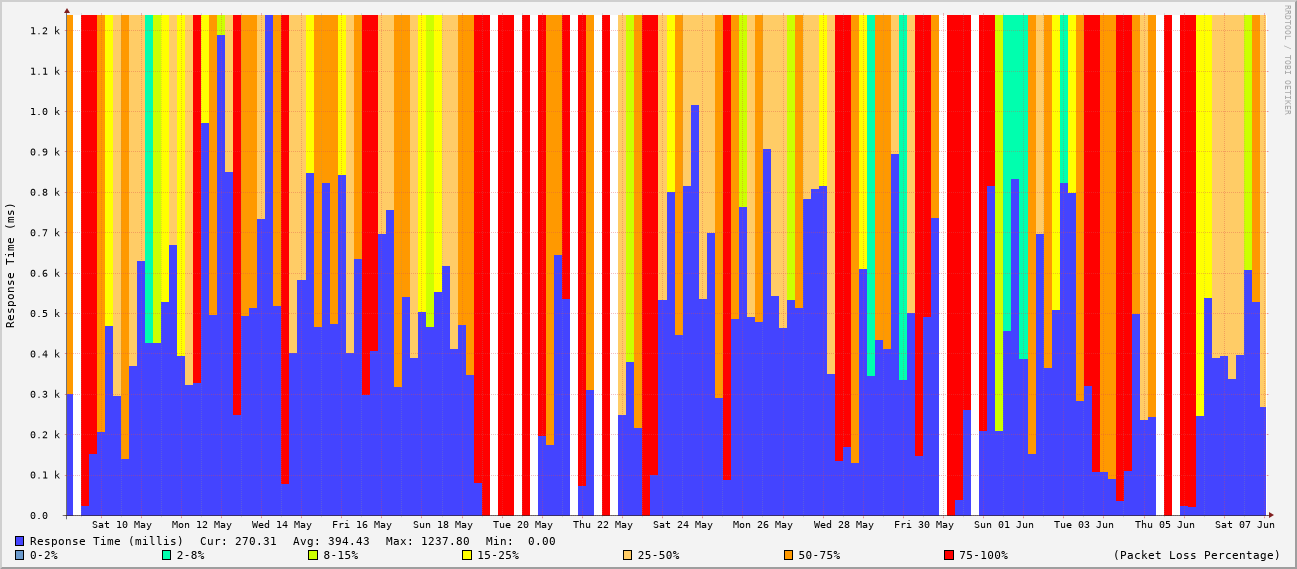 RRDTOOL / TOBI OETIKER
Response Time (ms)
1.2 k
1.1 k
1.0 k
0.9 k
0.8 k
0.7 k
0.6 k
0.5 k
0.4 k
0.3 k
0.2 k
0.1 k
0.0
Sat 10 May Mon 12 May Wed 14 May Fri 16 May Sun 18 May Tue 20 May Thu 22 May Sat 24 May Mon 26 May Wed 28 May Fri 30 May Sun 01 Jun Tue 03 Jun Thu 05 Jun Sat 07 Jun
Response Time (millis) Cur: 270.31 Avg: 394.43 Max: 1237.80 Min: 0.00
0-2% 2-8% 8-15% 15-25% 25-50% 50-75% 75-100% (Packet Loss Percentage)